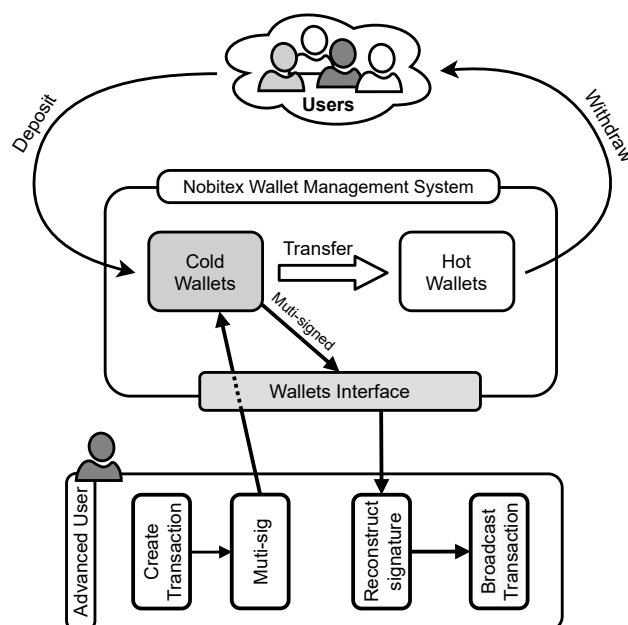 Users
Deposit
Withdraw
Nobitex Wallet Management System
Cold
Wallets
Transfer
Hot
Wallets
Muti-signed
Wallets Interface
Advanced User
Create
Transaction
Muti-sig
Reconstruct
signature
Broadcast
Transaction